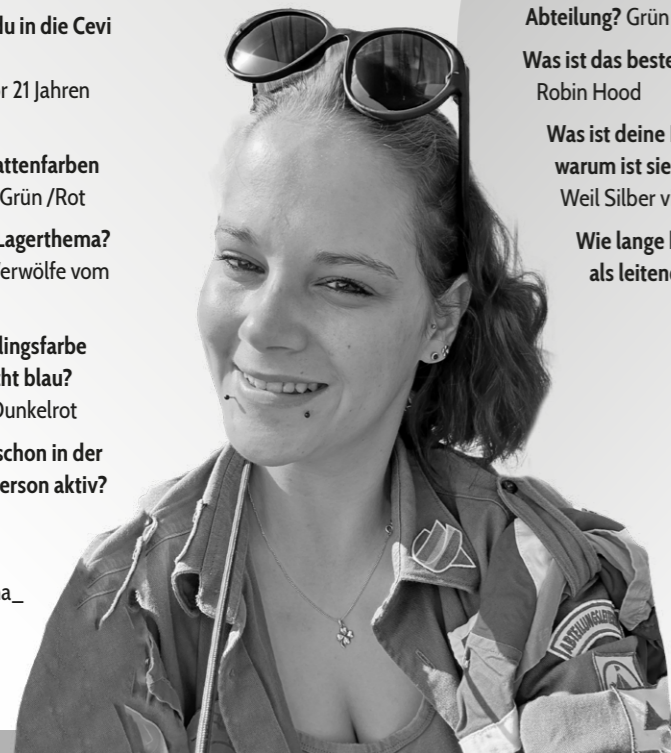 du in die Cevi
r 21 Jahren
attenfarben
Grün /Rot
Lagerthema?
erwölfe vom
lingsfarbe
ht blau?
Dunkelrot
schon in der
erson aktiv?
na_
Abteilung? Grün
Was ist das beste
Robin Hood
Was ist deine
warum ist sie
Weil Silber v
Wie lange
als leitend
ABTEILUNGSLEITER